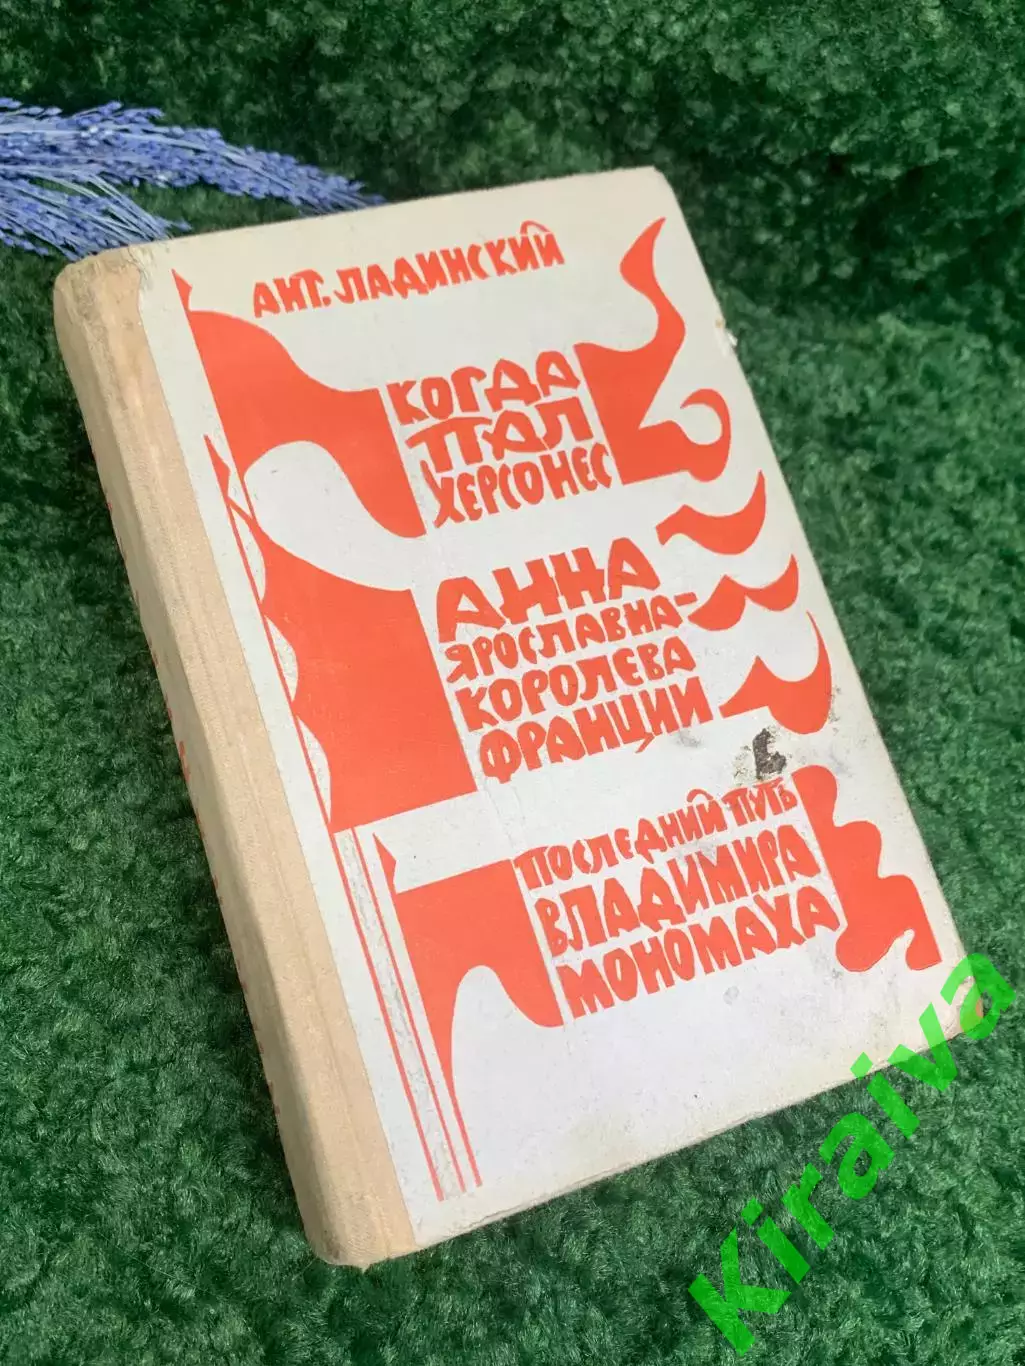 АНТ. ЛАДИНСКИЙ
КОГДА
ПАЛ
ХЕРСОНЕС
АННА
ЯРОСЛАВНА-
КОРОЛЕВА
ФРАНЦИИ
ПОСЛЕДНИЙ ПУТЬ
ВЛАДИМИРА
МОНОМАХА
Kiraiva